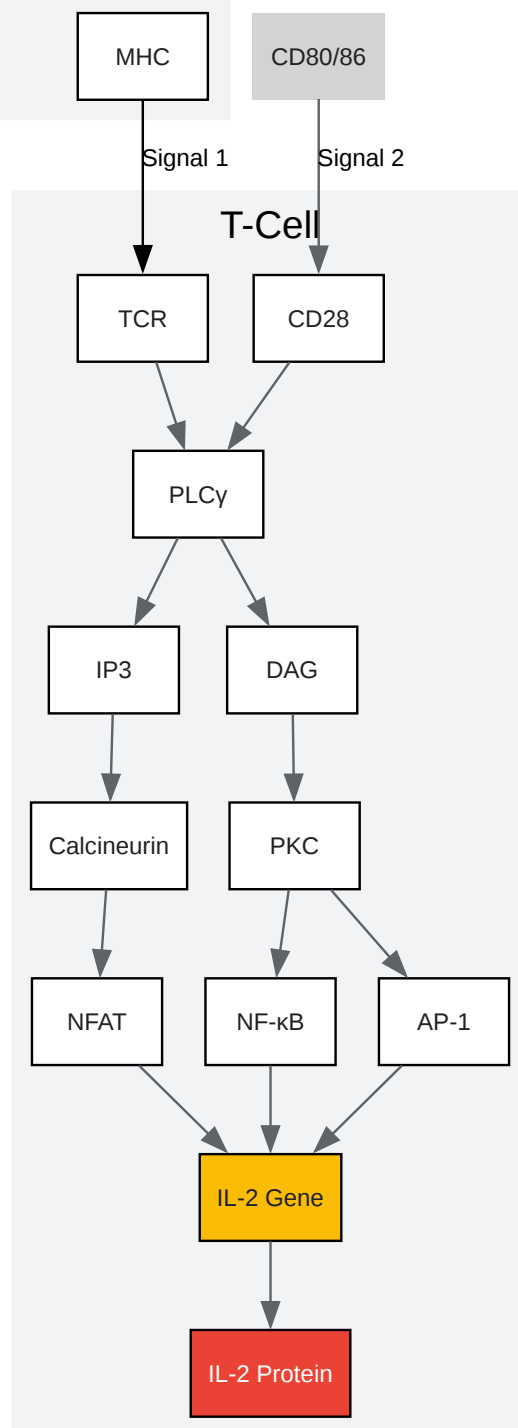 MHC
CD80/86
Signal 1
Signal 2
T-Cell
TCR
CD28
PLCγ
IP3
DAG
Calcineurin
PKC
NFAT
NF-κB
AP-1
IL-2 Gene
IL-2 Protein